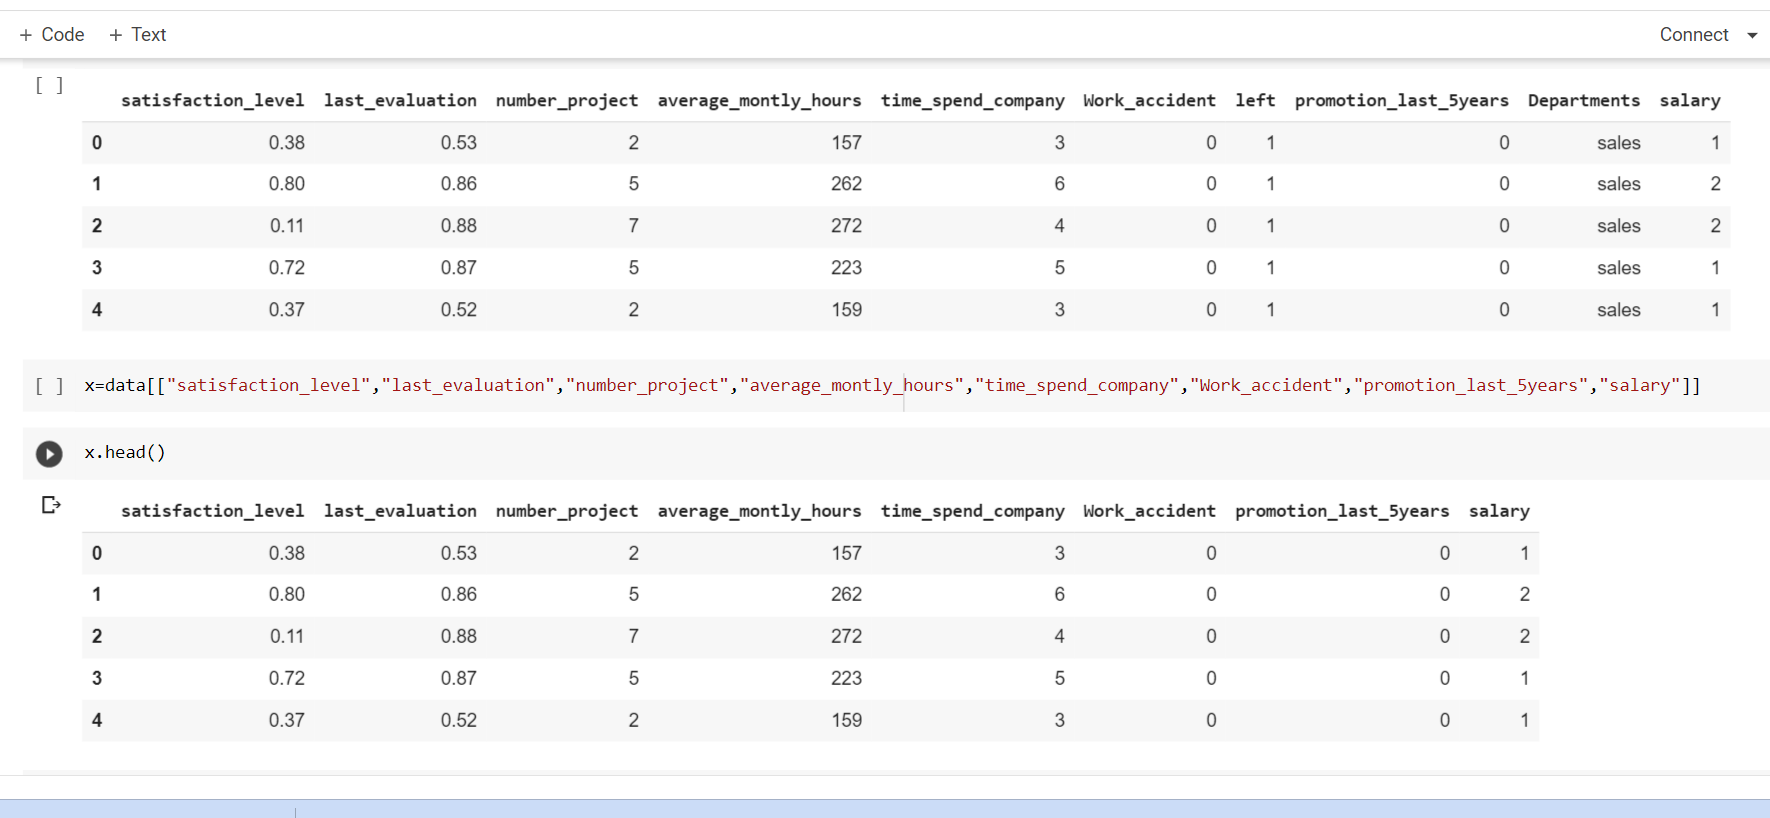 + Code + Text Connect
[ ]
satisfaction_level last_evaluation number_project average_montly_hours time_spend_company Work_accident left promotion_last_5years Departments salary
0 0.38 0.53 2 157 3 0 1 0 sales 1
1 0.80 0.86 5 262 6 0 1 0 sales 2
2 0.11 0.88 7 272 4 0 1 0 sales 2
3 0.72 0.87 5 223 5 0 1 0 sales 1
4 0.37 0.52 2 159 3 0 1 0 sales 1
[ ] x=data[["satisfaction_level","last_evaluation","number_project","average_montly_hours","time_spend_company","Work_accident","promotion_last_5years","salary"]]
x.head()
satisfaction_level last_evaluation number_project average_montly_hours time_spend_company Work_accident promotion_last_5years salary
0 0.38 0.53 2 157 3 0 0 1
1 0.80 0.86 5 262 6 0 0 2
2 0.11 0.88 7 272 4 0 0 2
3 0.72 0.87 5 223 5 0 0 1
4 0.37 0.52 2 159 3 0 0 1